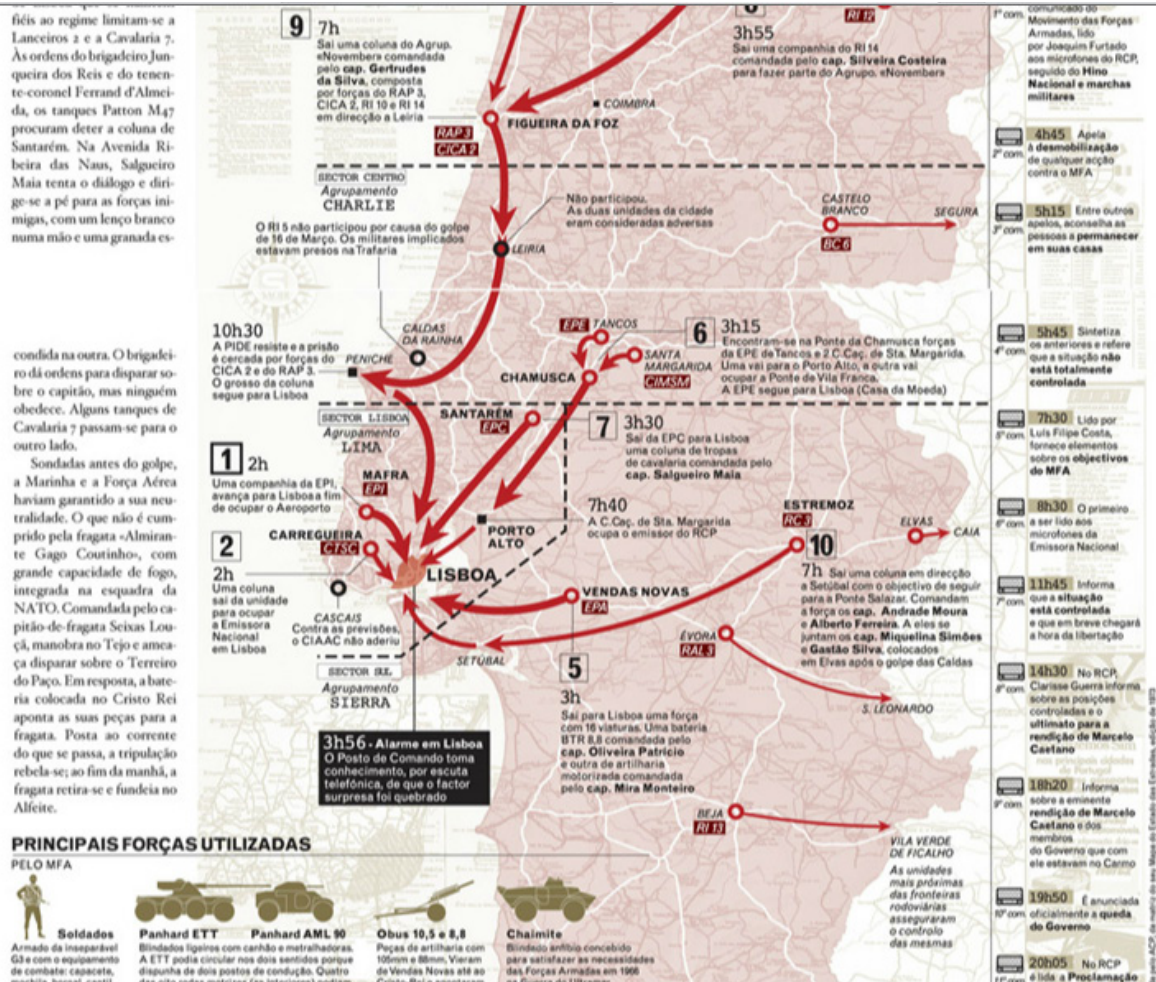 fiéis ao regime limitam-se a
Lanceiros 2 e a Cavalaria 7.
Às ordens do brigadeiro Jun-
queira dos Reis e do tenen-
te-coronel Ferrand d'Almei-
da, os tanques Patton M47
procuram deter a coluna de
Santarém. Na Avenida Ri-
beira das Naus, Salgueiro
Maia tenta o diálogo e diri-
ge-se a pé para as forças ini-
migas, com um lenço branco
numa mão e uma granada es-
condida na outra. O brigadei-
ro dá ordens para disparar so-
bre o capitão, mas ninguém
obedece. Alguns tanques de
Cavalaria 7 passam-se para o
outro lado.
Sondadas antes do golpe,
a Marinha e a Força Aérea
haviam garantido a sua neu-
tralidade. O que não é cum-
prido pela fragata «Almiran-
te Gago Coutinho», com
grande capacidade de fogo,
integrada na esquadra da
NATO. Comandada pelo ca-
pitão-de-fragata Seixas Lou-
çã, manobra no Tejo e amea-
ça disparar sobre o Terreiro
do Paço. Em resposta, a bate-
ria colocada no Cristo Rei
aponta as suas peças para a
fragata. Posta ao corrente
do que se passa, a tripulação
rebela-se; ao fim da manhã, a
fragata retira-se e fundeia no
Alfeite.
9
7h
Sai uma coluna do Agrup.
«November» comandada
pelo cap. Gertrudes
da Silva, composta
por forças do RAP 3,
CICA 2, RI 10 e RI 14
em direcção a Leiria
RI 12
3h55
Sai uma companhia do RI 14
comandada pelo cap. Silveira Costeira
para fazer parte do Agrupo. «November»
COIMBRA
FIGUEIRA DA FOZ
RAP 3
CICA 2
SECTOR CENTRO
Agrupamento
CHARLIE
O RI 5 não participou por causa do golpe
de 16 de Março. Os militares implicados
estavam presos na Trafaria
Não participou.
As duas unidades da cidade
eram consideradas adversas
LEIRIA
CASTELO
BRANCO
BC 6
SEGURA
10h30
A PIDE resiste e a prisão
é cercada por forças do
CICA 2 e do RAP 3.
O grosso da coluna
segue para Lisboa
CALDAS
DA RAINHA
PENICHE
EPE TANCOS
SANTA
MARGARIDA
CIMSM
CHAMUSCA
6
3h15
Encontram-se na Ponte da Chamusca forças
da EPE de Tancos e 2 C.Caç. de Sta. Margarida.
Uma vai para o Porto Alto, a outra vai
ocupar a Ponte de Vila Franca.
A EPE segue para Lisboa (Casa da Moeda)
SECTOR LISBOA
Agrupamento
LIMA
SANTARÉM
EPC
7
3h30
Sai da EPC para Lisboa
uma coluna de tropas
de cavalaria comandada pelo
cap. Salgueiro Maia
1
2h
Uma companhia da EPI,
avança para Lisboa a fim
de ocupar o Aeroporto
MAFRA
EPI
2
2h
Uma coluna
sai da unidade
para ocupar
a Emissora
Nacional
em Lisboa
CARREGUEIRA
CTSC
PORTO
ALTO
7h40
A C.Caç. de Sta. Margarida
ocupa o emissor do RCP
LISBOA
CASCAIS
Contra as previsões,
o CIAAC não aderiu
ESTREMOZ
RC 3
ELVAS
CAIA
10
7h Sai uma coluna em direcção
a Setúbal com o objectivo de seguir
para a Ponte Salazar. Comandam
a força os cap. Andrade Moura
e Alberto Ferreira. A eles se
juntam os cap. Miquelina Simões
e Gastão Silva, colocados
em Elvas após o golpe das Caldas
VENDAS NOVAS
EPA
SETÚBAL
ÉVORA
RAL 3
S. LEONARDO
SECTOR SUL
Agrupamento
SIERRA
5
3h
Sai para Lisboa uma força
com 16 viaturas. Uma bateria
BTR 8.8 comandada pelo
cap. Oliveira Patrício
e outra de artilharia
motorizada comandada
pelo cap. Mira Monteiro
3h56 - Alarme em Lisboa
O Posto de Comando toma
conhecimento, por escuta
telefónica, de que o factor
surpresa foi quebrado
BEJA
RI 13
VILA VERDE
DE FICALHO
As unidades
mais próximas
das fronteiras
rodoviárias
asseguraram
o controlo
das mesmas
1º com.
comunicado do
Movimento das Forças
Armadas, lido
por Joaquim Furtado
aos microfones do RCP,
seguido do Hino
Nacional e marchas
militares
2º com.
4h45 Apela
à desmobilização
de qualquer acção
contra o MFA
3º com.
5h15 Entre outros
apelos, aconselha as
pessoas a permanecer
em suas casas
4º com.
5h45 Sintetiza
os anteriores e refere
que a situação não
está totalmente
controlada
5º com.
7h30 Lido por
Luís Filipe Costa,
fornece elementos
sobre os objectivos
do MFA
6º com.
8h30 O primeiro
a ser lido aos
microfones da
Emissora Nacional
7º com.
11h45 Informa
que a situação
está controlada
e que em breve chegará
a hora da libertação
8º com.
14h30 No RCP,
Clarisse Guerra informa
sobre as posições
controladas e o
ultimato para a
rendição de Marcelo
Caetano
9º com.
18h20 Informa
sobre a eminente
rendição de Marcelo
Caetano e dos
membros
do Governo que com
ele estavam no Carmo
10º com.
19h50 É anunciada
oficialmente a queda
do Governo
20h05 No RCP
é lida a Proclamação
PRINCIPAIS FORÇAS UTILIZADAS
PELO MFA
Soldados
Armado da inseparável
G3 e com o equipamento
de combate: capacete,
Panhard ETT
Panhard AML 90
Blindados ligeiros com canhão e metralhadoras.
A ETT podia circular nos dois sentidos porque
dispunha de dois postos de condução. Quatro
Obus 10,5 e 8,8
Peças de artilharia com
105mm e 88mm. Vieram
de Vendas Novas até ao
Chaimite
Blindado anfíbio concebido
para satisfazer as necessidades
das Forças Armadas em 1966